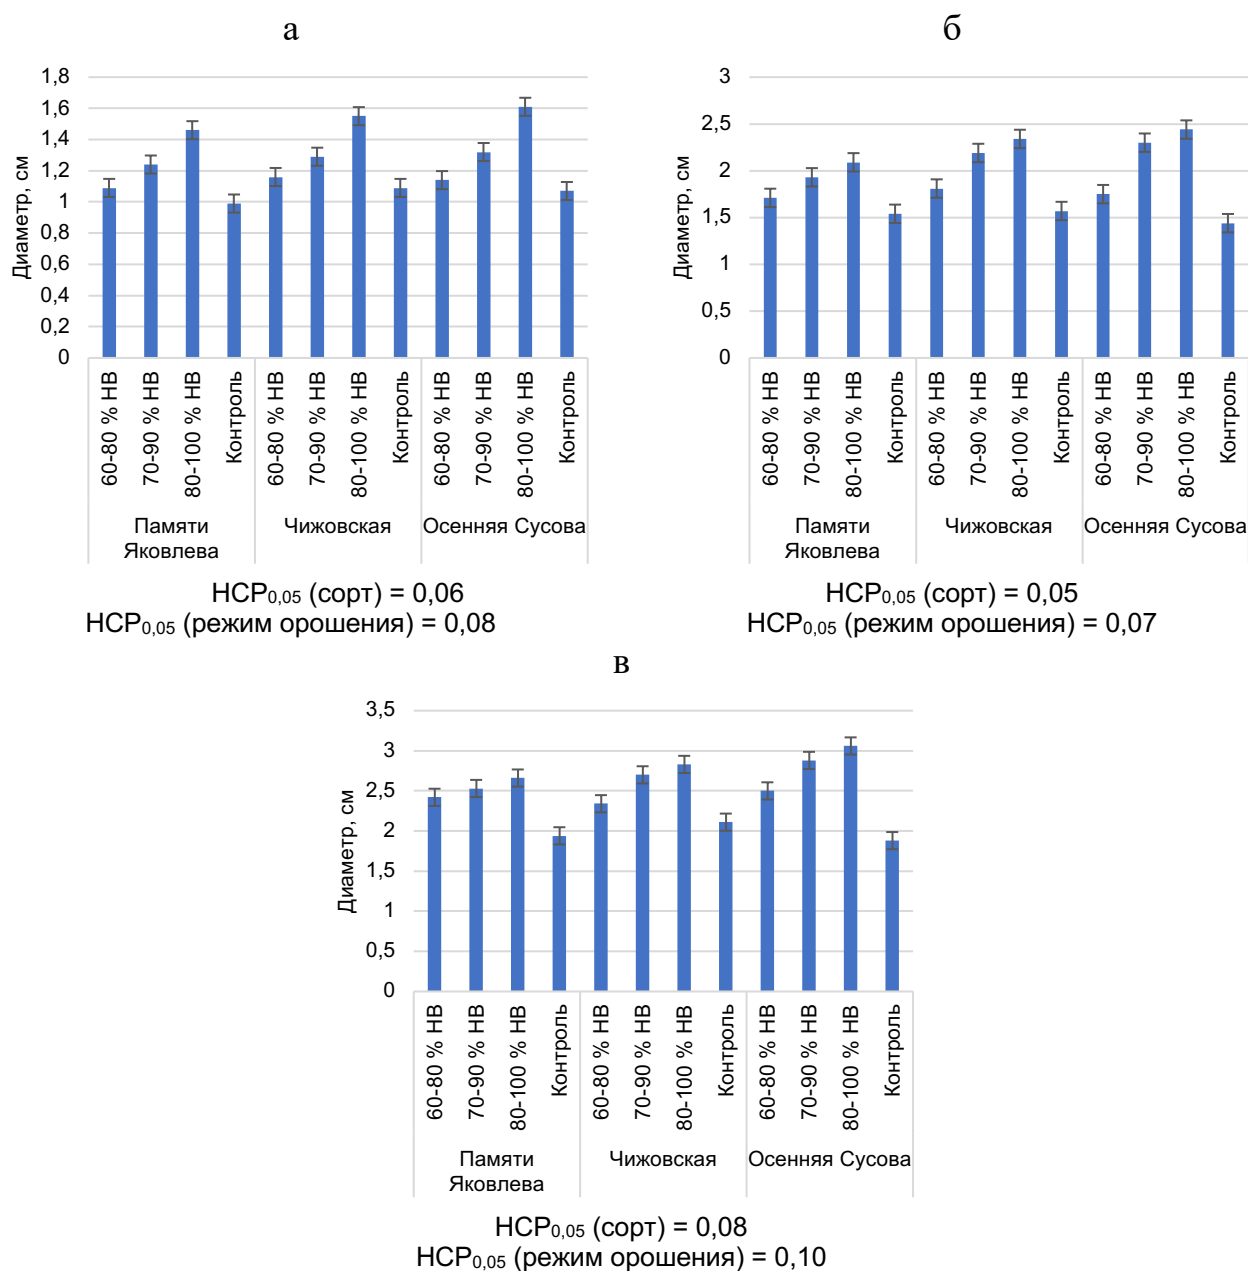 а
Диаметр, см
1,8
1,6
1,4
1,2
1
0,8
0,6
0,4
0,2
0
60-80 % НВ
70-90 % НВ
80-100 % НВ
Контроль
60-80 % НВ
70-90 % НВ
80-100 % НВ
Контроль
60-80 % НВ
70-90 % НВ
80-100 % НВ
Контроль
Памяти
Яковлева
Чижовская
Осенняя Сусова
НСР0,05 (сорт) = 0,06
НСР0,05 (режим орошения) = 0,08
б
Диаметр, см
3
2,5
2
1,5
1
0,5
0
60-80 % НВ
70-90 % НВ
80-100 % НВ
Контроль
60-80 % НВ
70-90 % НВ
80-100 % НВ
Контроль
60-80 % НВ
70-90 % НВ
80-100 % НВ
Контроль
Памяти
Яковлева
Чижовская
Осенняя Сусова
НСР0,05 (сорт) = 0,05
НСР0,05 (режим орошения) = 0,07
в
Диаметр, см
3,5
3
2,5
2
1,5
1
0,5
0
60-80 % НВ
70-90 % НВ
80-100 % НВ
Контроль
60-80 % НВ
70-90 % НВ
80-100 % НВ
Контроль
60-80 % НВ
70-90 % НВ
80-100 % НВ
Контроль
Памяти
Яковлева
Чижовская
Осенняя Сусова
НСР0,05 (сорт) = 0,08
НСР0,05 (режим орошения) = 0,10